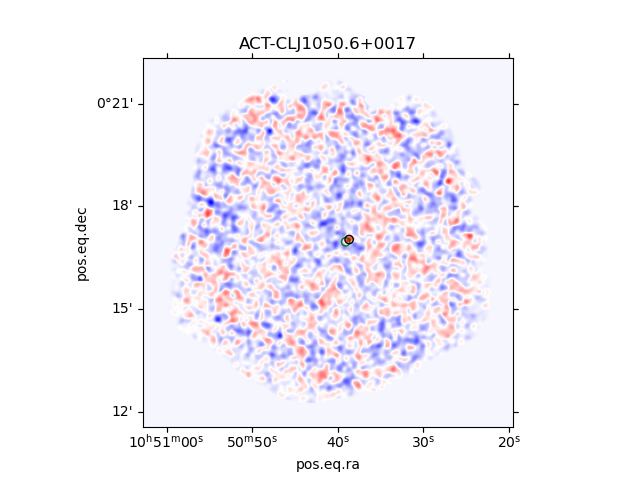 ACT-CLJ1050.6+0017
0°21'
18'
15'
12'
pos.eq.dec
10ʰ51ᵐ00ˢ 50ᵐ50ˢ 40ˢ 30ˢ 20ˢ
pos.eq.ra